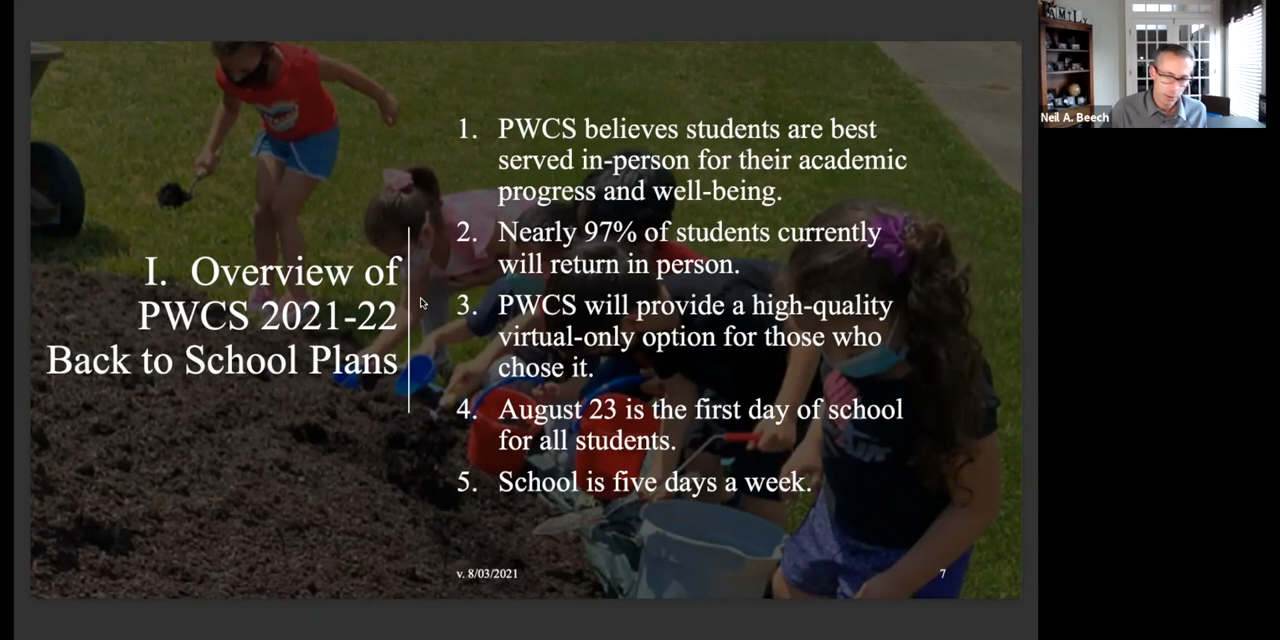 I. Overview of
PWCS 2021-22
Back to School Plans
1. PWCS believes students are best
served in-person for their academic
progress and well-being.
2. Nearly 97% of students currently
will return in person.
3. PWCS will provide a high-quality
virtual-only option for those who
chose it.
4. August 23 is the first day of school
for all students.
5. School is five days a week.
v. 8/03/2021
7
Neil A. Beech